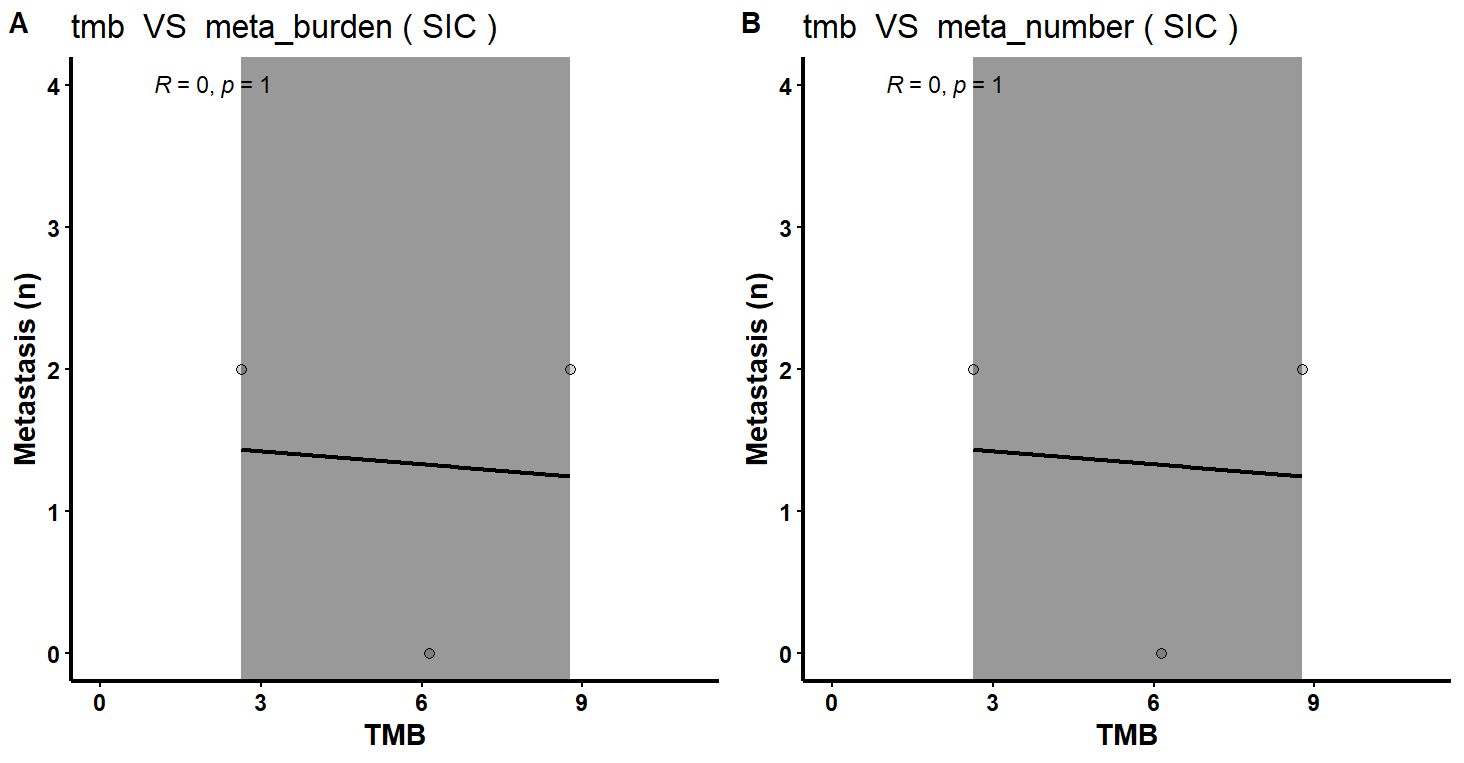 A
tmb VS meta_burden ( SIC )
R = 0, p = 1
4
3
2
1
0
Metastasis (n)
0 3 6 9
TMB
B
tmb VS meta_number ( SIC )
R = 0, p = 1
4
3
2
1
0
Metastasis (n)
0 3 6 9
TMB